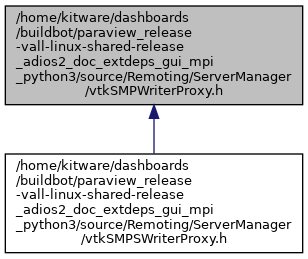 /home/kitware/dashboards
/buildbot/paraview_release
-vall-linux-shared-release
_adios2_doc_extdeps_gui_mpi
_python3/source/Remoting/ServerManager
/vtkSMPWriterProxy.h
/home/kitware/dashboards
/buildbot/paraview_release
-vall-linux-shared-release
_adios2_doc_extdeps_gui_mpi
_python3/source/Remoting/ServerManager
/vtkSMPSWriterProxy.h